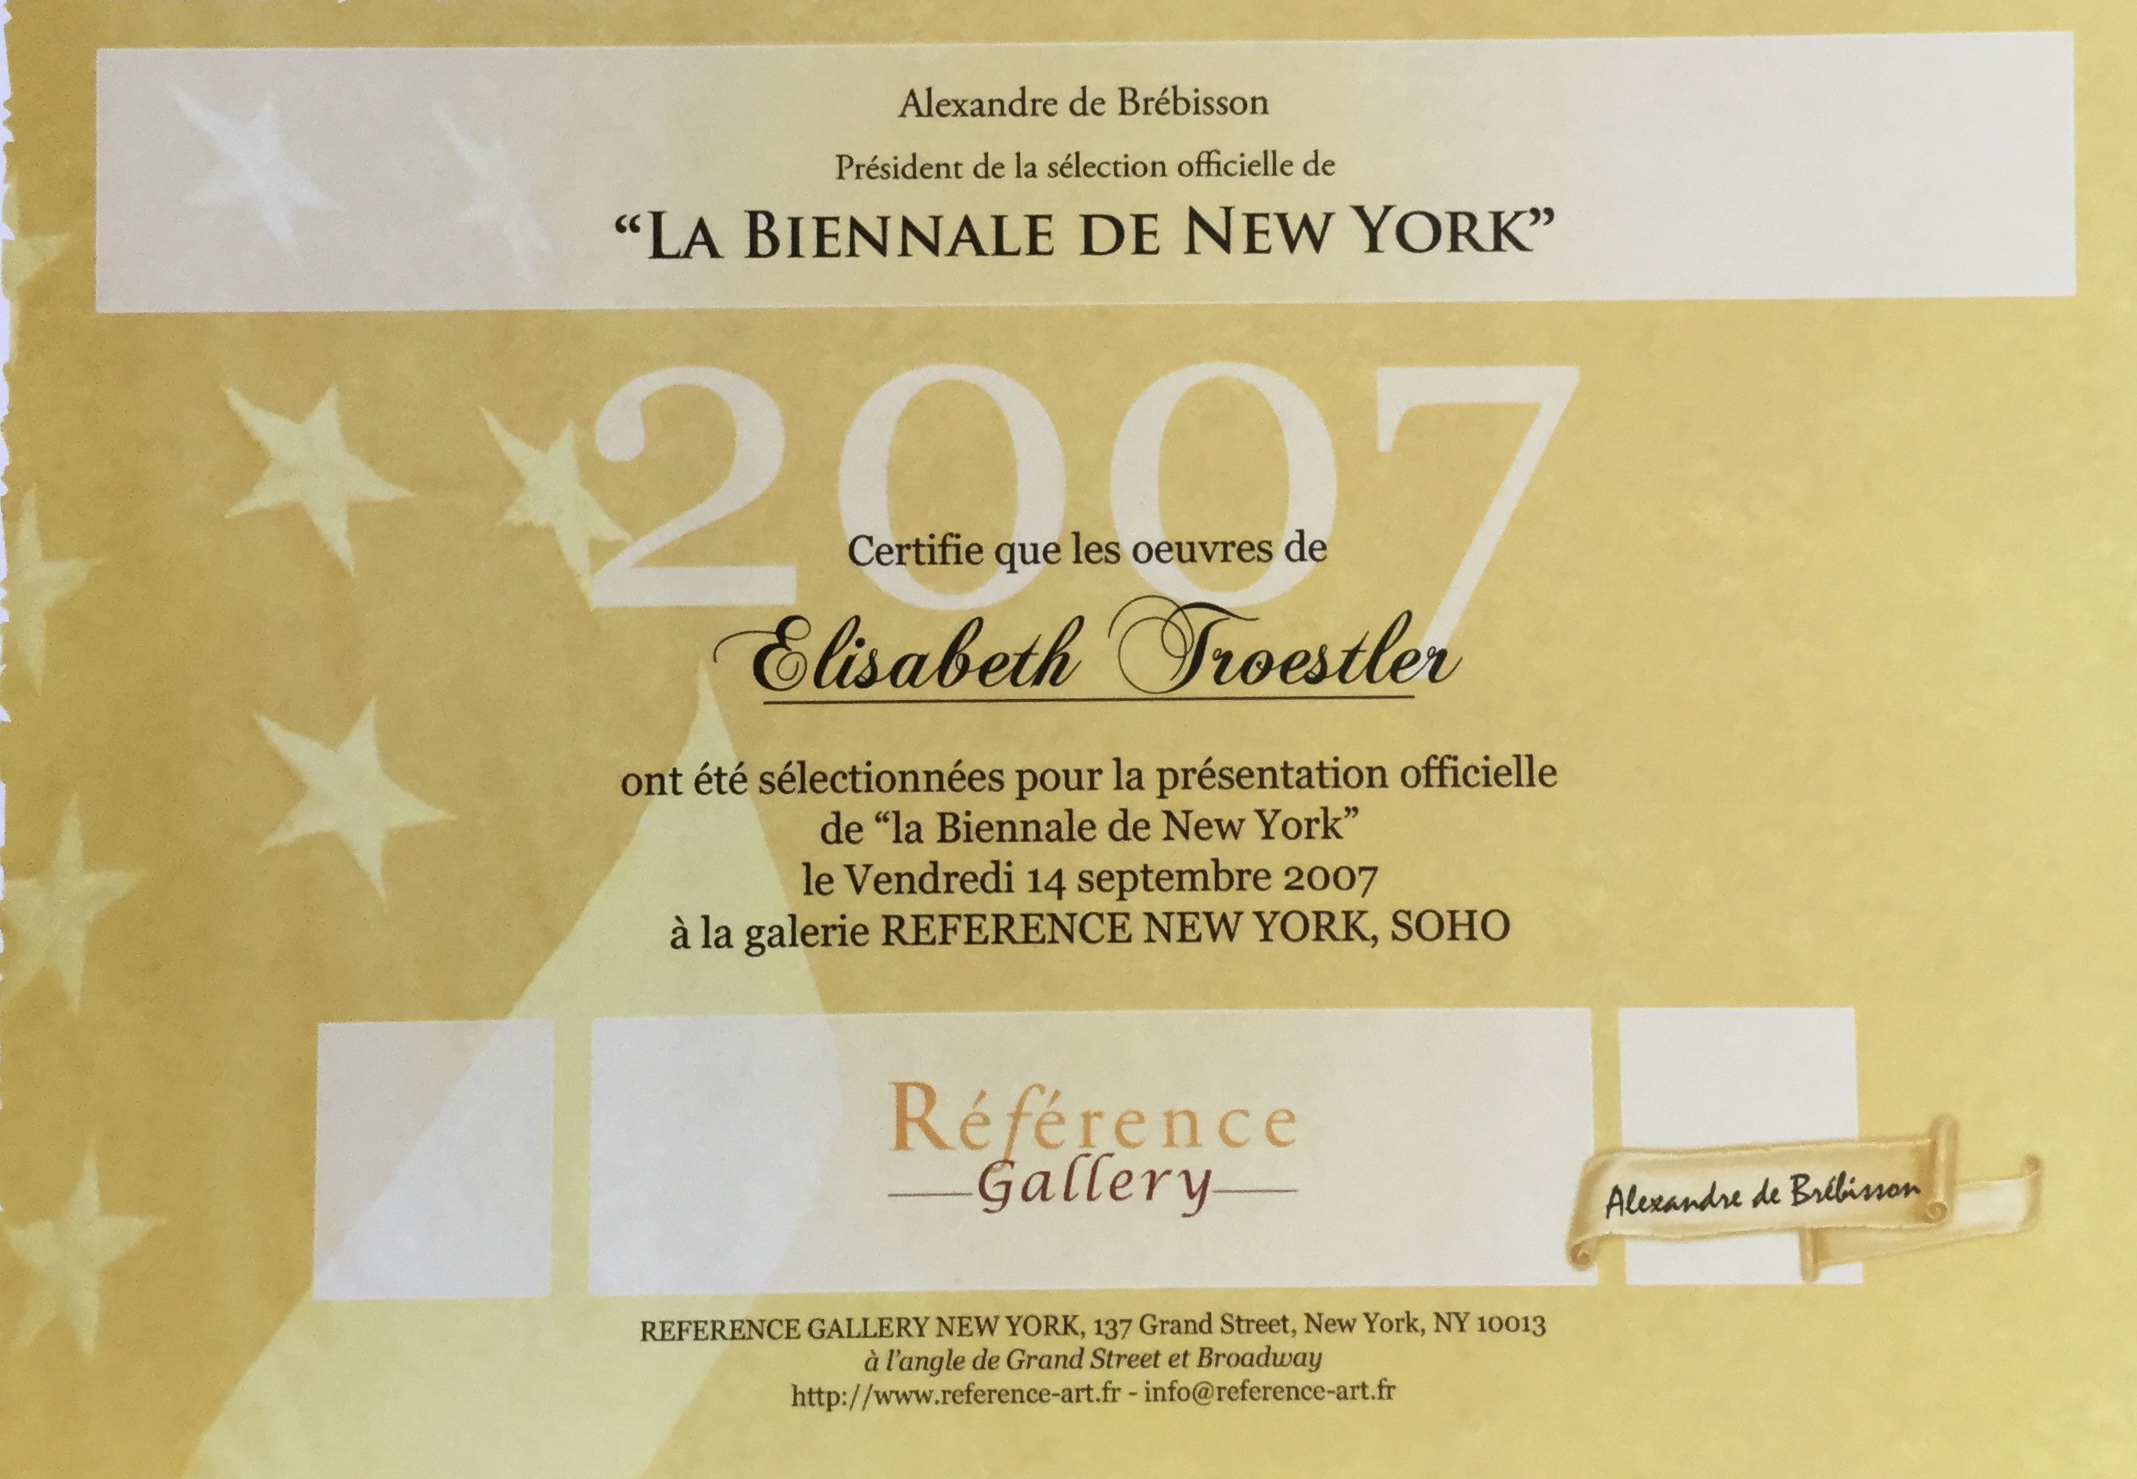 Alexandre de Brébisson
Président de la sélection officielle de
“LA BIENNALE DE NEW YORK”
2007
Certifie que les oeuvres de
Elisabeth Troestler
ont été sélectionnées pour la présentation officielle
de “la Biennale de New York”
le Vendredi 14 septembre 2007
à la galerie REFERENCE NEW YORK, SOHO
Référence
Gallery
Alexandre de Brébisson
REFERENCE GALLERY NEW YORK, 137 Grand Street, New York, NY 10013
à l'angle de Grand Street et Broadway
http://www.reference-art.fr - info@reference-art.fr